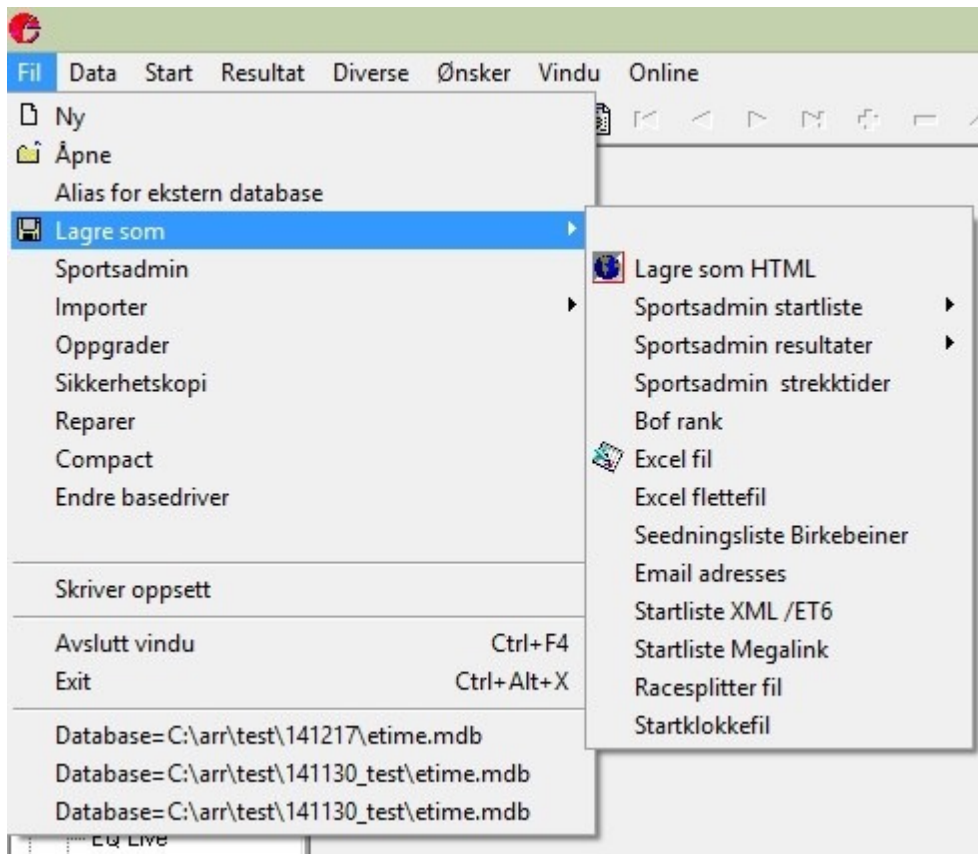 Fil Data Start Resultat Diverse Ønsker Vindu Online
Ny
Åpne
Alias for ekstern database
Lagre som
Sportsadmin
Importer
Oppgrader
Sikkerhetskopi
Reparer
Compact
Endre basedriver
Skriver oppsett
Avslutt vindu Ctrl+F4
Exit Ctrl+Alt+X
Database=C:\arr\test\141217\etime.mdb
Database=C:\arr\test\141130_test\etime.mdb
Database=C:\arr\test\141130_test\etime.mdb
EQ Live
Lagre som HTML
Sportsadmin startliste
Sportsadmin resultater
Sportsadmin strekktider
Bof rank
Excel fil
Excel flettefil
Seedningsliste Birkebeiner
Email adresses
Startliste XML /ET6
Startliste Megalink
Racesplitter fil
Startklokkefil